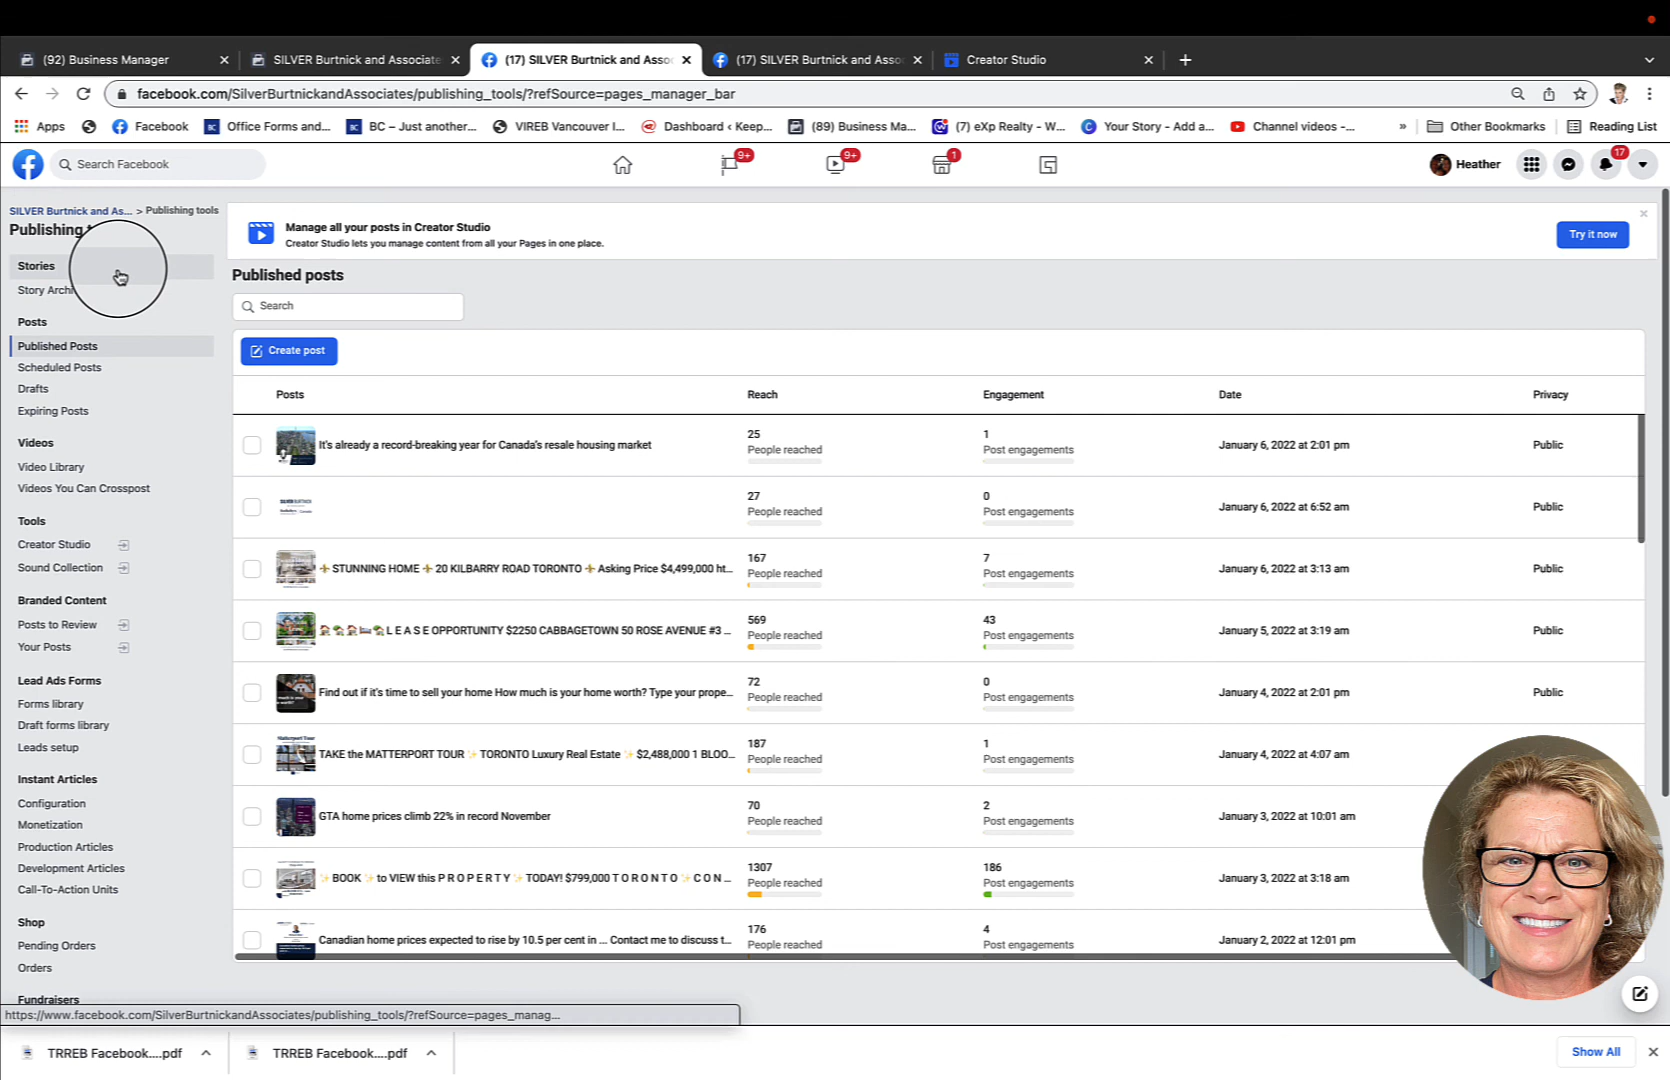 (92) Business Manager
SILVER Burtnick and Associate
(17) SILVER Burtnick and Asso
(17) SILVER Burtnick and Asso
Creator Studio
facebook.com/SilverBurtnickandAssociates/publishing_tools/?refSource=pages_manager_bar
Apps
Facebook
Office Forms and...
BC – Just another...
VIREB Vancouver I...
Dashboard ‹ Keep...
(89) Business Ma...
(7) eXp Realty - W...
Your Story - Add a...
Channel videos -...
»
Other Bookmarks
Reading List
Search Facebook
9+
9+
1
Heather
17
SILVER Burtnick and As... > Publishing tools
Publishing
Manage all your posts in Creator Studio
Creator Studio lets you manage content from all your Pages in one place.
Try it now
Stories
Story Archi
Posts
Published Posts
Scheduled Posts
Drafts
Expiring Posts
Videos
Video Library
Videos You Can Crosspost
Tools
Creator Studio
Sound Collection
Branded Content
Posts to Review
Your Posts
Lead Ads Forms
Forms library
Draft forms library
Leads setup
Instant Articles
Configuration
Monetization
Production Articles
Development Articles
Call-To-Action Units
Shop
Pending Orders
Orders
Fundraisers
Published posts
Search
Create post
Posts Reach Engagement Date Privacy
It's already a record-breaking year for Canada's resale housing market
25
People reached
1
Post engagements
January 6, 2022 at 2:01 pm
Public
SILVER BURTNICK
27
People reached
0
Post engagements
January 6, 2022 at 6:52 am
Public
STUNNING HOME 20 KILBARRY ROAD TORONTO Asking Price $4,499,000 ht...
167
People reached
7
Post engagements
January 6, 2022 at 3:13 am
Public
L E A S E OPPORTUNITY $2250 CABBAGETOWN 50 ROSE AVENUE #3 ...
569
People reached
43
Post engagements
January 5, 2022 at 3:19 am
Public
Find out if it's time to sell your home How much is your home worth? Type your prope...
72
People reached
0
Post engagements
January 4, 2022 at 2:01 pm
Public
Matterport Tour
TAKE the MATTERPORT TOUR ✨ TORONTO Luxury Real Estate ✨ $2,488,000 1 BLOO...
187
People reached
1
Post engagements
January 4, 2022 at 4:07 am
GTA home prices climb 22% in record November
70
People reached
2
Post engagements
January 3, 2022 at 10:01 am
✨BOOK ✨ to VIEW this P R O P E R T Y ✨ TODAY! $799,000 T O R O N T O ✨ C O N ...
1307
People reached
186
Post engagements
January 3, 2022 at 3:18 am
Canadian home prices expected to rise by 10.5 per cent in ... Contact me to discuss t...
176
People reached
4
Post engagements
January 2, 2022 at 12:01 pm
https://www.facebook.com/SilverBurtnickandAssociates/publishing_tools/?refSource=pages_manag...
TRREB Facebook....pdf
TRREB Facebook....pdf
Show All